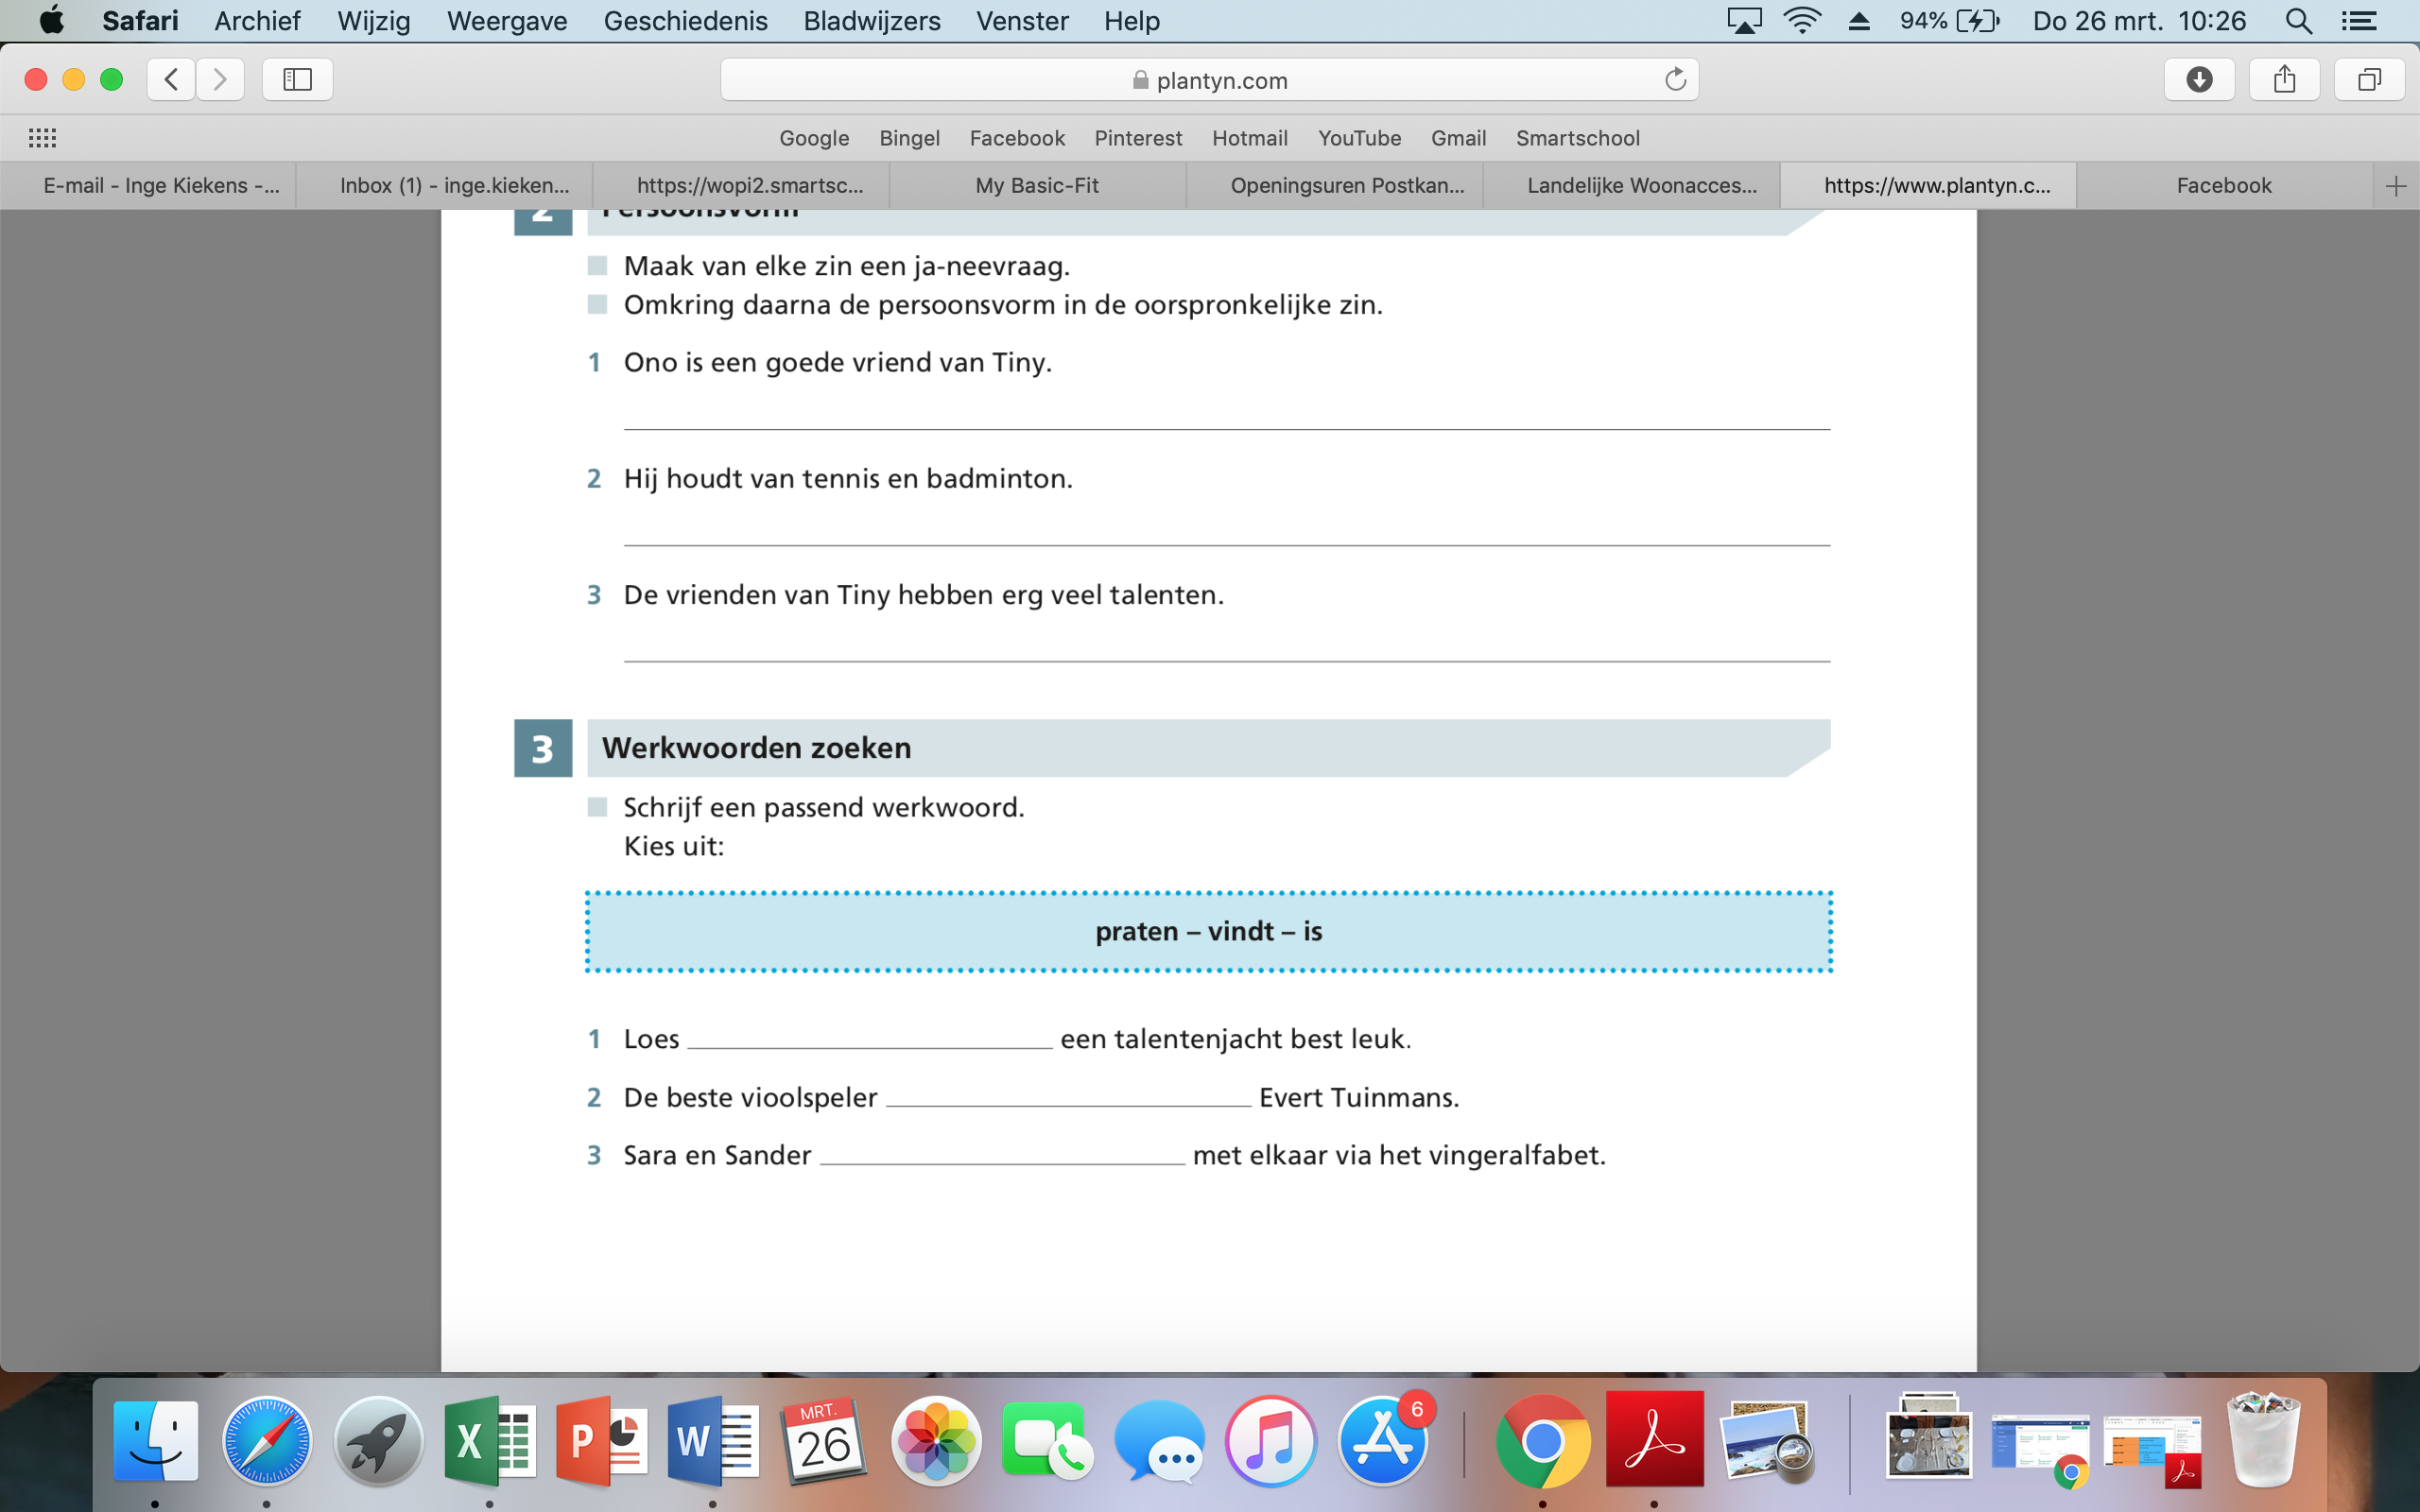 Safari Archief Wijzig Weergave Geschiedenis Bladwijzers Venster Help 94% Do 26 mrt. 10:26
plantyn.com
Google Bingel Facebook Pinterest Hotmail YouTube Gmail Smartschool
E-mail - Inge Kiekens -... Inbox (1) - inge.kieken... https://wopi2.smartsc... My Basic-Fit Openingsuren Postkan... Landelijke Woonacces... https://www.plantyn.c... Facebook
2 Persoonsvorm
Maak van elke zin een ja-neevraag.
Omkring daarna de persoonsvorm in de oorspronkelijke zin.
1 Ono is een goede vriend van Tiny.
2 Hij houdt van tennis en badminton.
3 De vrienden van Tiny hebben erg veel talenten.
3 Werkwoorden zoeken
Schrijf een passend werkwoord.
Kies uit:
praten – vindt – is
1 Loes ____ een talentenjacht best leuk.
2 De beste vioolspeler ____ Evert Tuinmans.
3 Sara en Sander ____ met elkaar via het vingeralfabet.
X P W MRT. 26 6